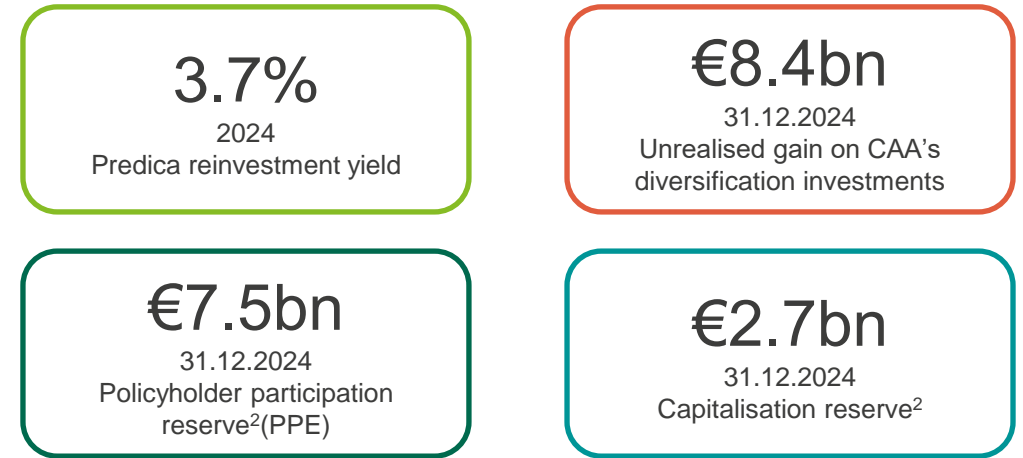 3.7%
2024
Predica reinvestment yield
€8.4bn
31.12.2024
Unrealised gain on CAA's
diversification investments
€7.5bn
31.12.2024
Policyholder participation
reserve²(PPE)
€2.7bn
31.12.2024
Capitalisation reserve²